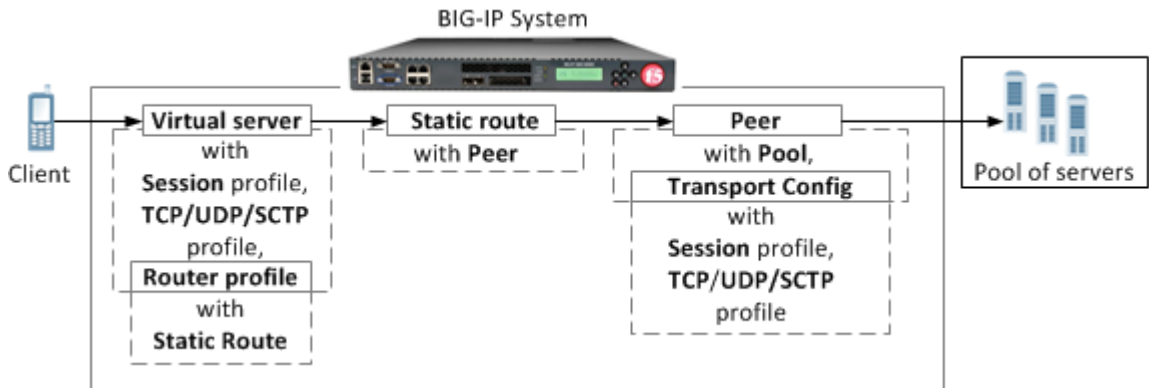 BIG-IP System
f5
Client
Virtual server
with
Session profile,
TCP/UDP/SCTP
profile,
Router profile
with
Static Route
Static route
with Peer
Peer
with Pool,
Transport Config
with
Session profile,
TCP/UDP/SCTP
profile
Pool of servers